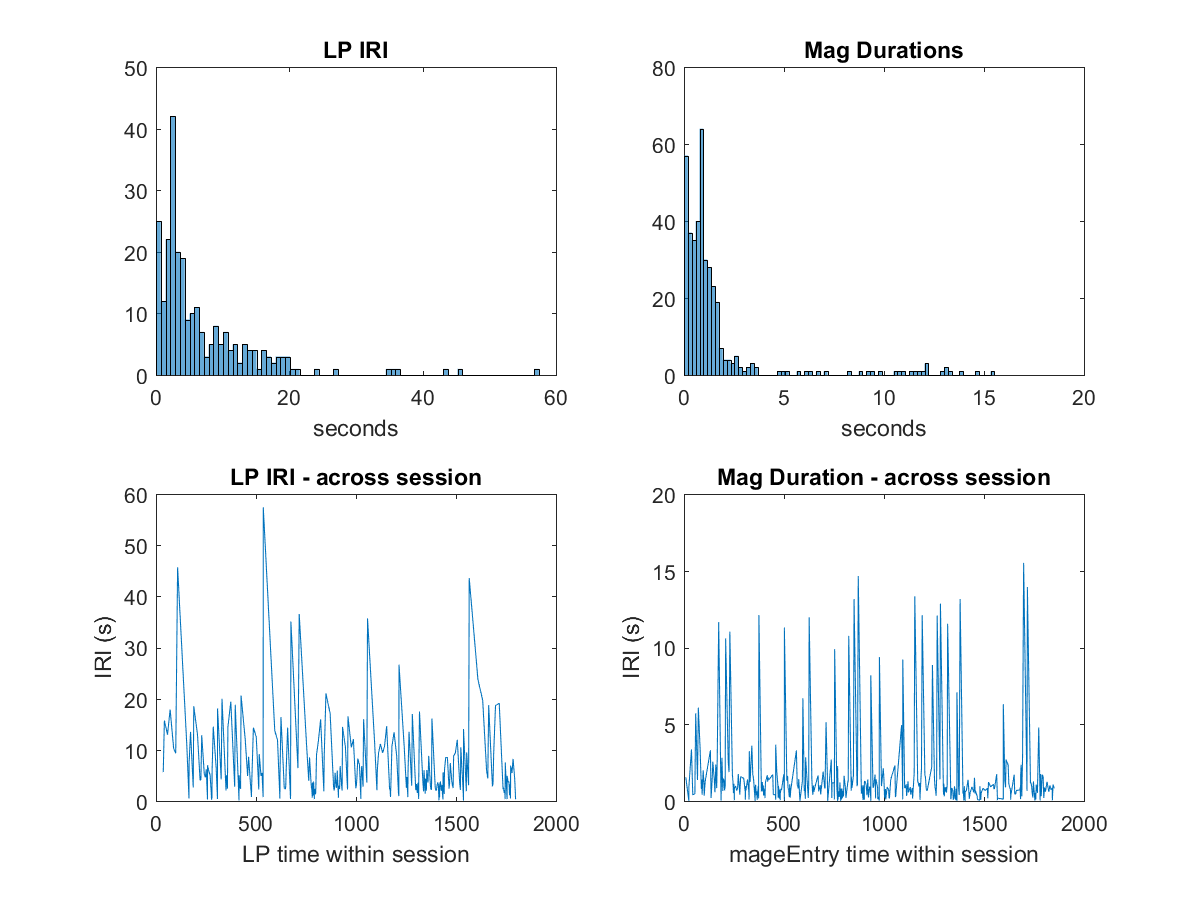 LP IRI
50
40
30
20
10
0
0 20 40 60
seconds
Mag Durations
80
60
40
20
0
0 5 10 15 20
seconds
LP IRI - across session
IRI (s)
60
50
40
30
20
10
0
0 500 1000 1500 2000
LP time within session
Mag Duration - across session
IRI (s)
20
15
10
5
0
0 500 1000 1500 2000
mageEntry time within session